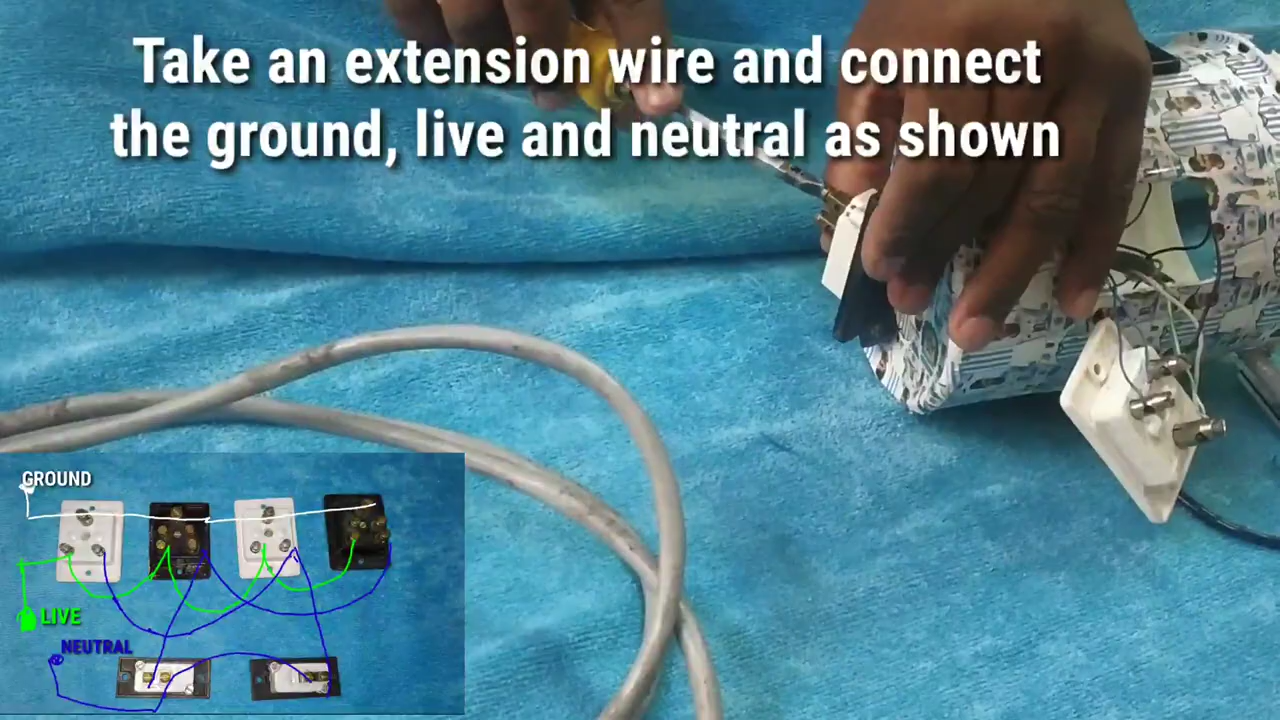 Take an extension wire and connect
the ground, live and neutral as shown
GROUND
LIVE
NEUTRAL